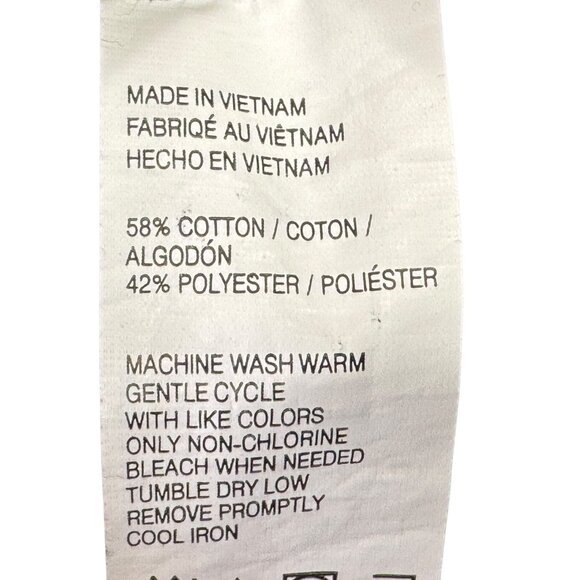 MADE IN VIETNAM
FABRIQÉ AU VIÊTNAM
HECHO EN VIETNAM
58% COTTON / COTON /
ALGODÓN
42% POLYESTER / POLIÉSTER
MACHINE WASH WARM
GENTLE CYCLE
WITH LIKE COLORS
ONLY NON-CHLORINE
BLEACH WHEN NEEDED
TUMBLE DRY LOW
REMOVE PROMPTLY
COOL IRON